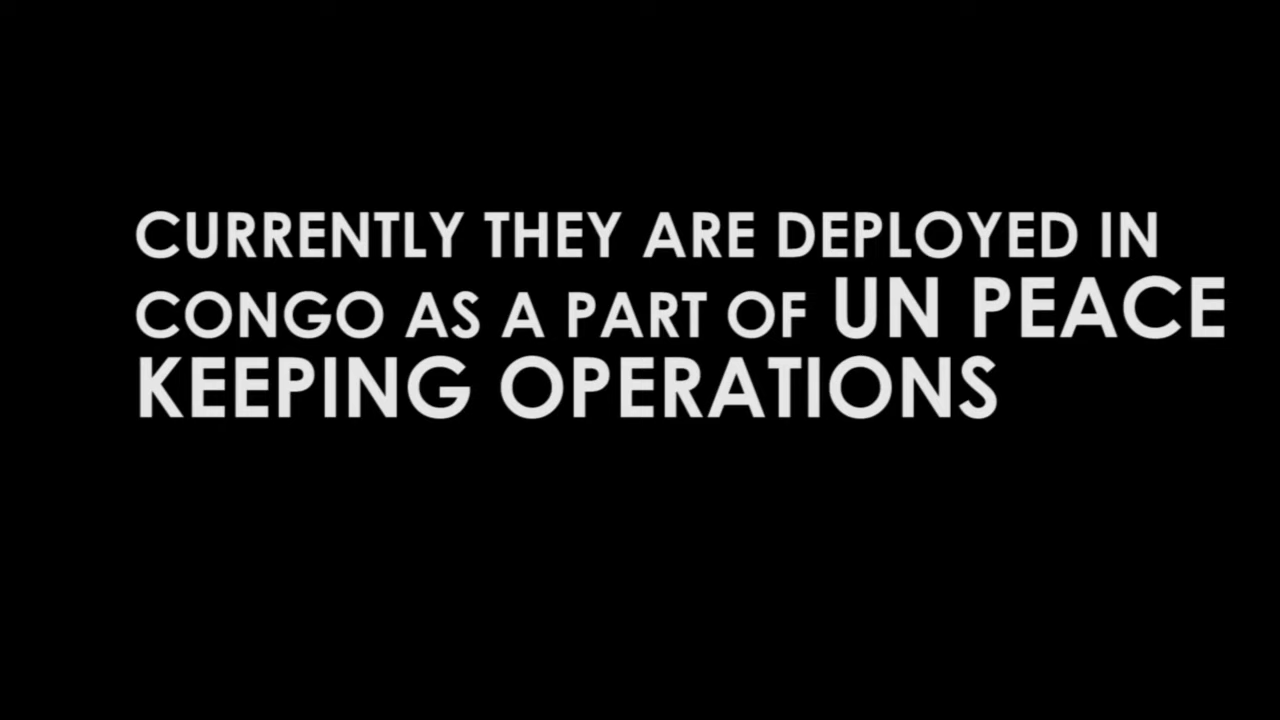 CURRENTLY THEY ARE DEPLOYED IN
CONGO AS A PART OF UN PEACE
KEEPING OPERATIONS